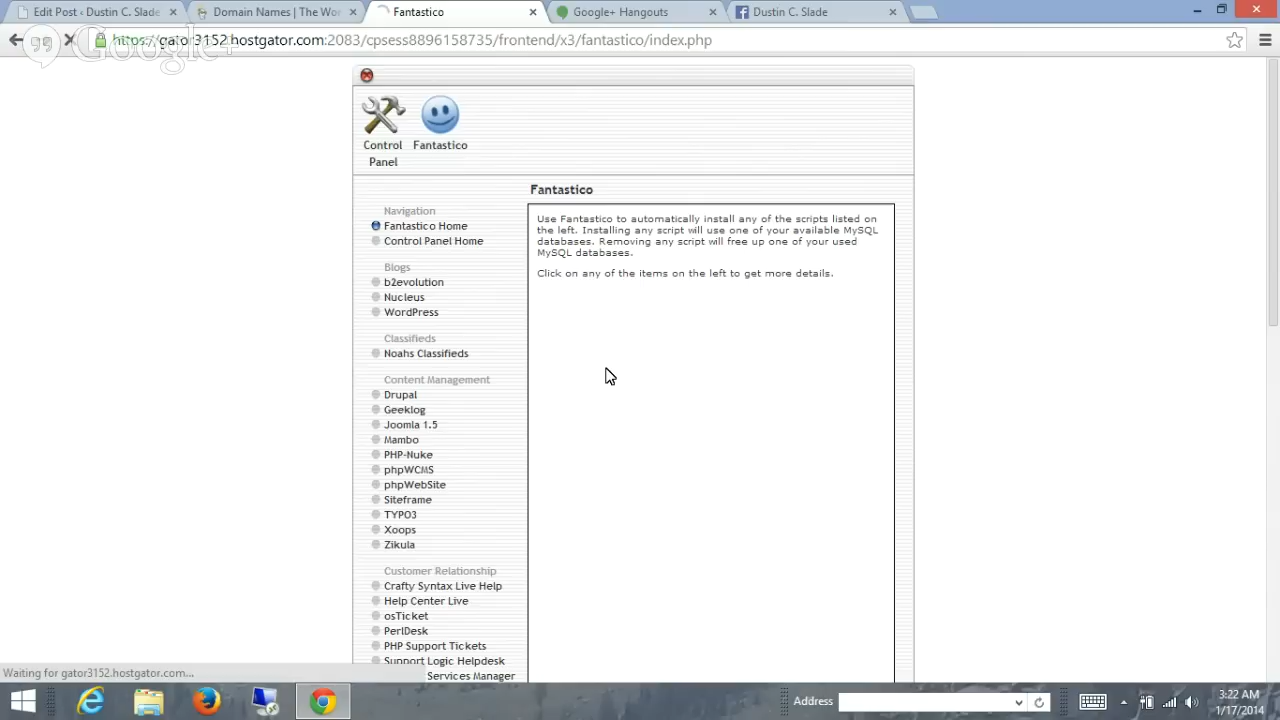 Edit Post ‹ Dustin C. Slade
Domain Names | The Wo
Fantastico
Google+ Hangouts
Dustin C. Slade
https://gator3152.hostgator.com:2083/cpsess8896158735/frontend/x3/fantastico/index.php
Google+
Control Panel
Fantastico
Fantastico
Navigation
Fantastico Home
Control Panel Home
Blogs
b2evolution
Nucleus
WordPress
Classifieds
Noahs Classifieds
Content Management
Drupal
Geeklog
Joomla 1.5
Mambo
PHP-Nuke
phpWCMS
phpWebSite
Siteframe
TYPO3
Xoops
Zikula
Customer Relationship
Crafty Syntax Live Help
Help Center Live
osTicket
PerlDesk
PHP Support Tickets
Support Logic Helpdesk
Services Manager
Use Fantastico to automatically install any of the scripts listed on
the left. Installing any script will use one of your available MySQL
databases. Removing any script will free up one of your used
MySQL databases.
Click on any of the items on the left to get more details.
Waiting for gator3152.hostgator.com...
Address
3:22 AM
1/17/2014